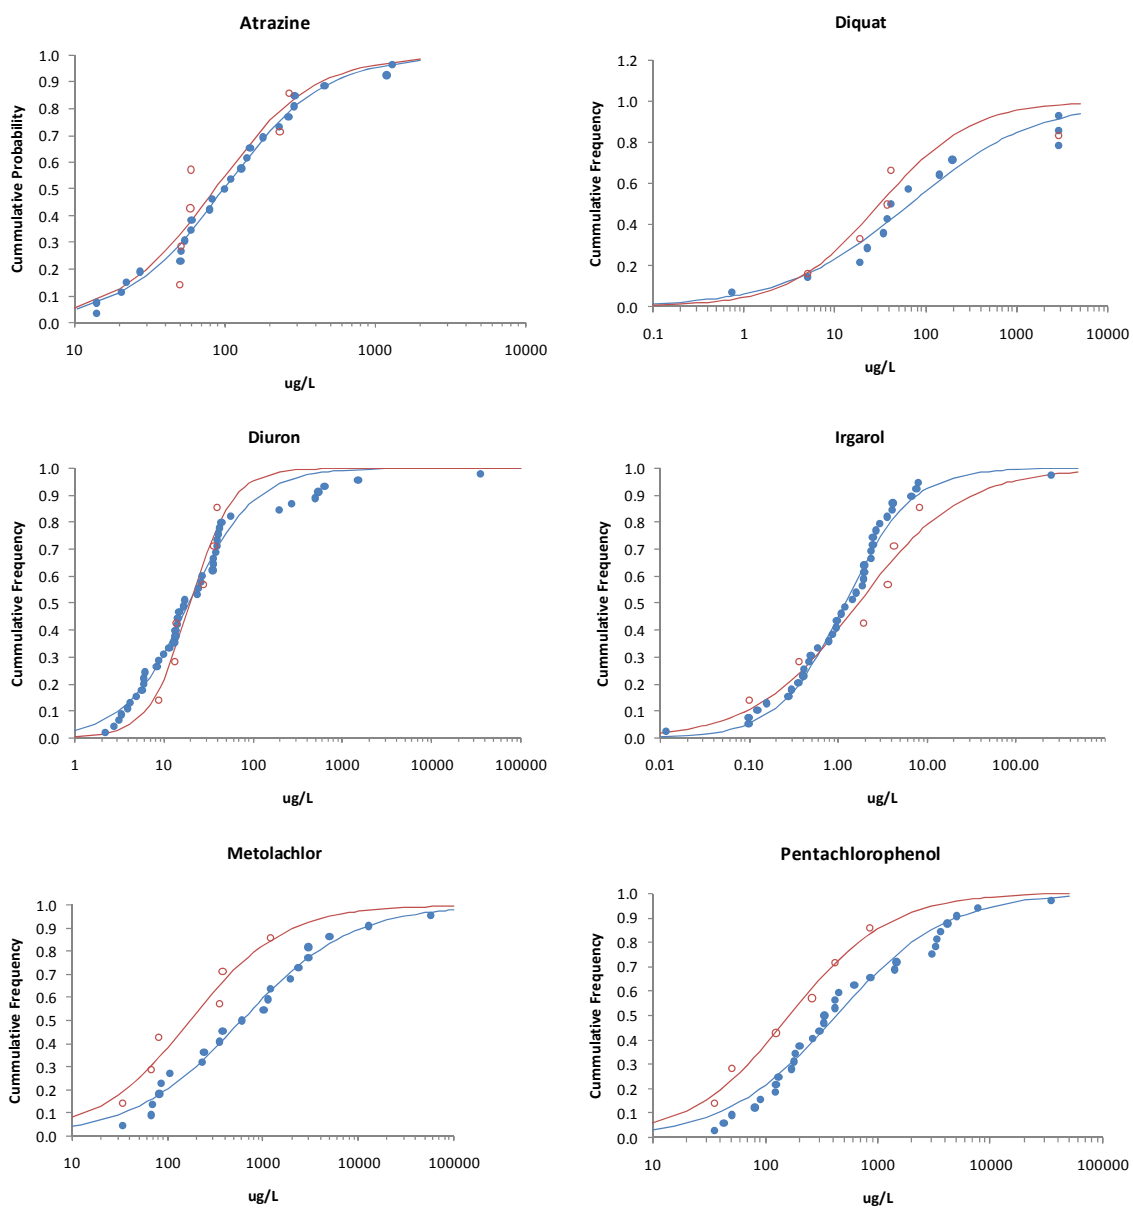 Atrazine
Cummulative Probability
1.0
0.9
0.8
0.7
0.6
0.5
0.4
0.3
0.2
0.1
0.0
10 100 1000 10000
ug/L
Diquat
Cummulative Frequency
1.2
1.0
0.8
0.6
0.4
0.2
0.0
0.1 1 10 100 1000 10000
ug/L
Diuron
Cummulative Frequency
1.0
0.9
0.8
0.7
0.6
0.5
0.4
0.3
0.2
0.1
0.0
1 10 100 1000 10000 100000
ug/L
Irgarol
Cummulative Frequency
1.0
0.9
0.8
0.7
0.6
0.5
0.4
0.3
0.2
0.1
0.0
0.01 0.10 1.00 10.00 100.00
ug/L
Metolachlor
Cummulative Frequency
1.0
0.9
0.8
0.7
0.6
0.5
0.4
0.3
0.2
0.1
0.0
10 100 1000 10000 100000
ug/L
Pentachlorophenol
Cummulative Frequency
1.0
0.9
0.8
0.7
0.6
0.5
0.4
0.3
0.2
0.1
0.0
10 100 1000 10000 100000
ug/L